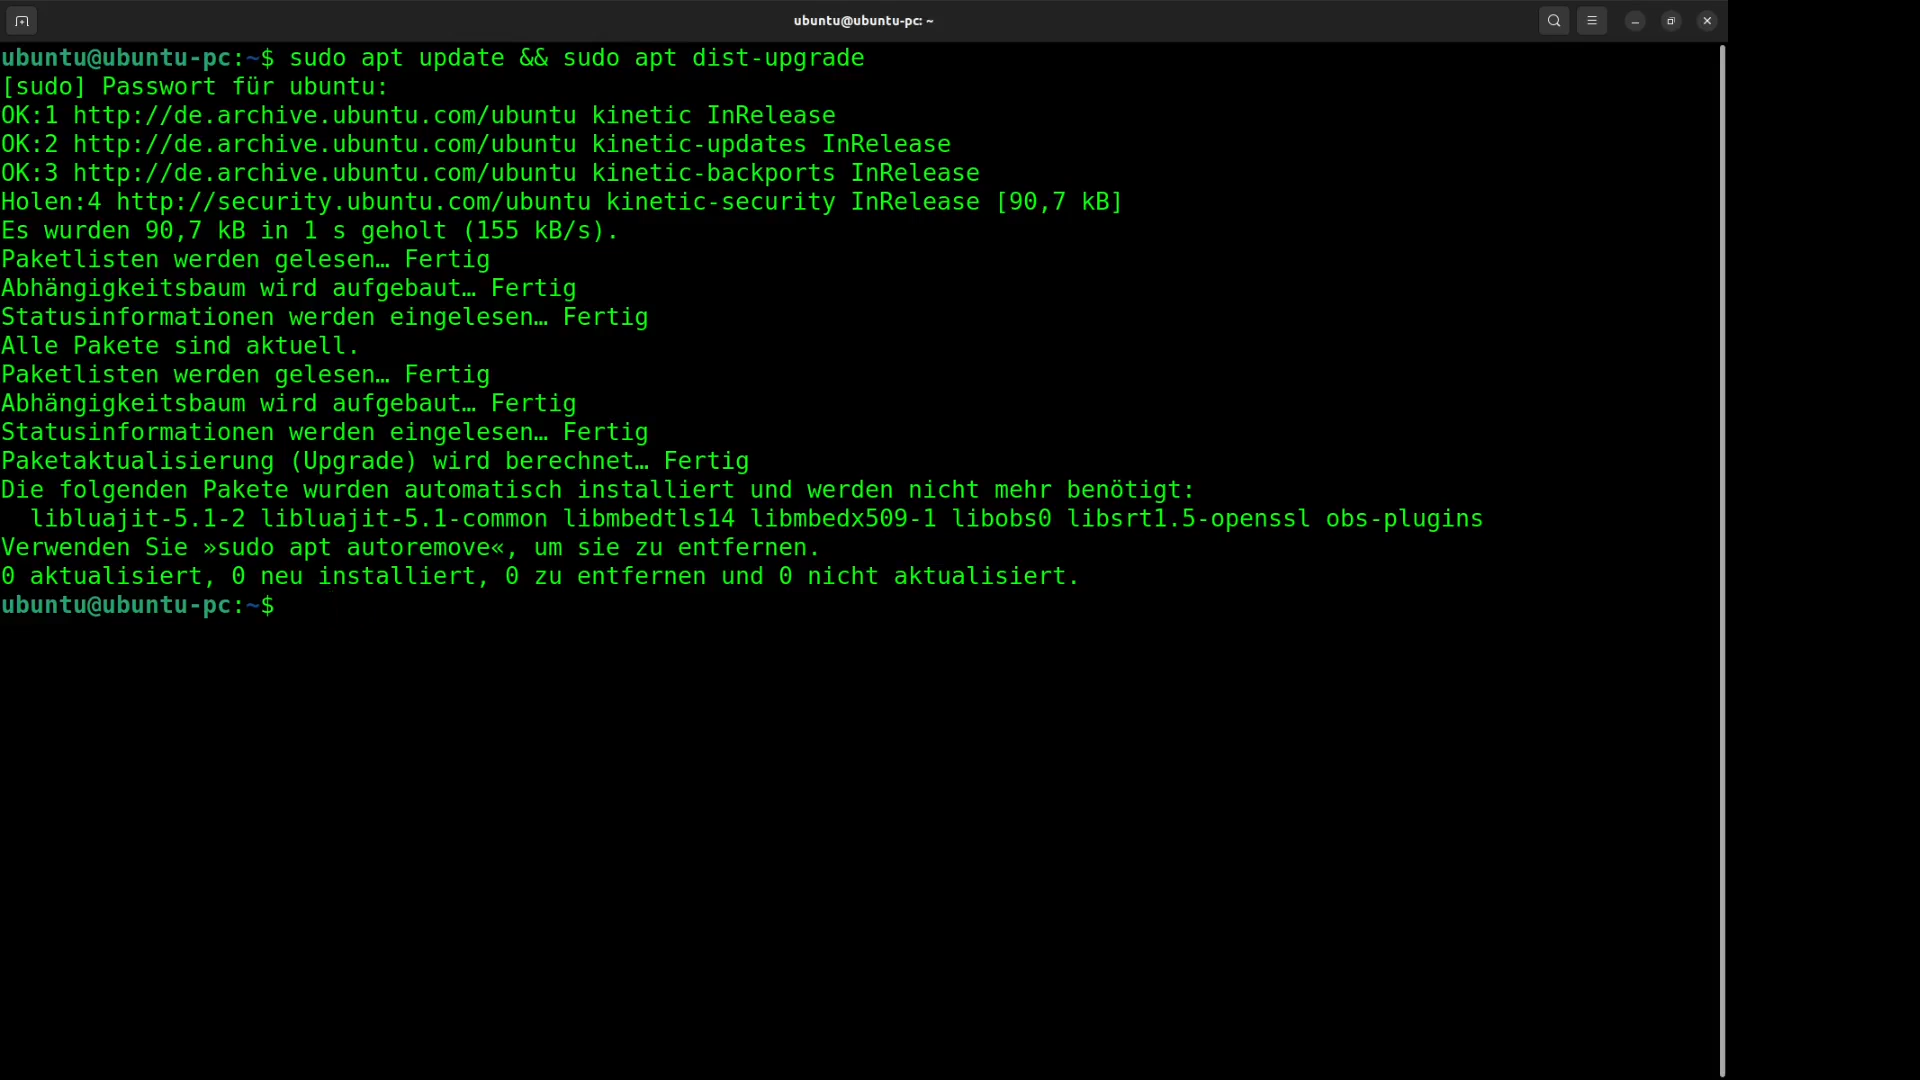 ubuntu@ubuntu-pc: ~
ubuntu@ubuntu-pc:~$ sudo apt update && sudo apt dist-upgrade
[sudo] Passwort für ubuntu:
OK:1 http://de.archive.ubuntu.com/ubuntu kinetic InRelease
OK:2 http://de.archive.ubuntu.com/ubuntu kinetic-updates InRelease
OK:3 http://de.archive.ubuntu.com/ubuntu kinetic-backports InRelease
Holen:4 http://security.ubuntu.com/ubuntu kinetic-security InRelease [90,7 kB]
Es wurden 90,7 kB in 1 s geholt (155 kB/s).
Paketlisten werden gelesen… Fertig
Abhängigkeitsbaum wird aufgebaut… Fertig
Statusinformationen werden eingelesen… Fertig
Alle Pakete sind aktuell.
Paketlisten werden gelesen… Fertig
Abhängigkeitsbaum wird aufgebaut… Fertig
Statusinformationen werden eingelesen… Fertig
Paketaktualisierung (Upgrade) wird berechnet… Fertig
Die folgenden Pakete wurden automatisch installiert und werden nicht mehr benötigt:
  libluajit-5.1-2 libluajit-5.1-common libmbedtls14 libmbedx509-1 libobs0 libsrt1.5-openssl obs-plugins
Verwenden Sie »sudo apt autoremove«, um sie zu entfernen.
0 aktualisiert, 0 neu installiert, 0 zu entfernen und 0 nicht aktualisiert.
ubuntu@ubuntu-pc:~$